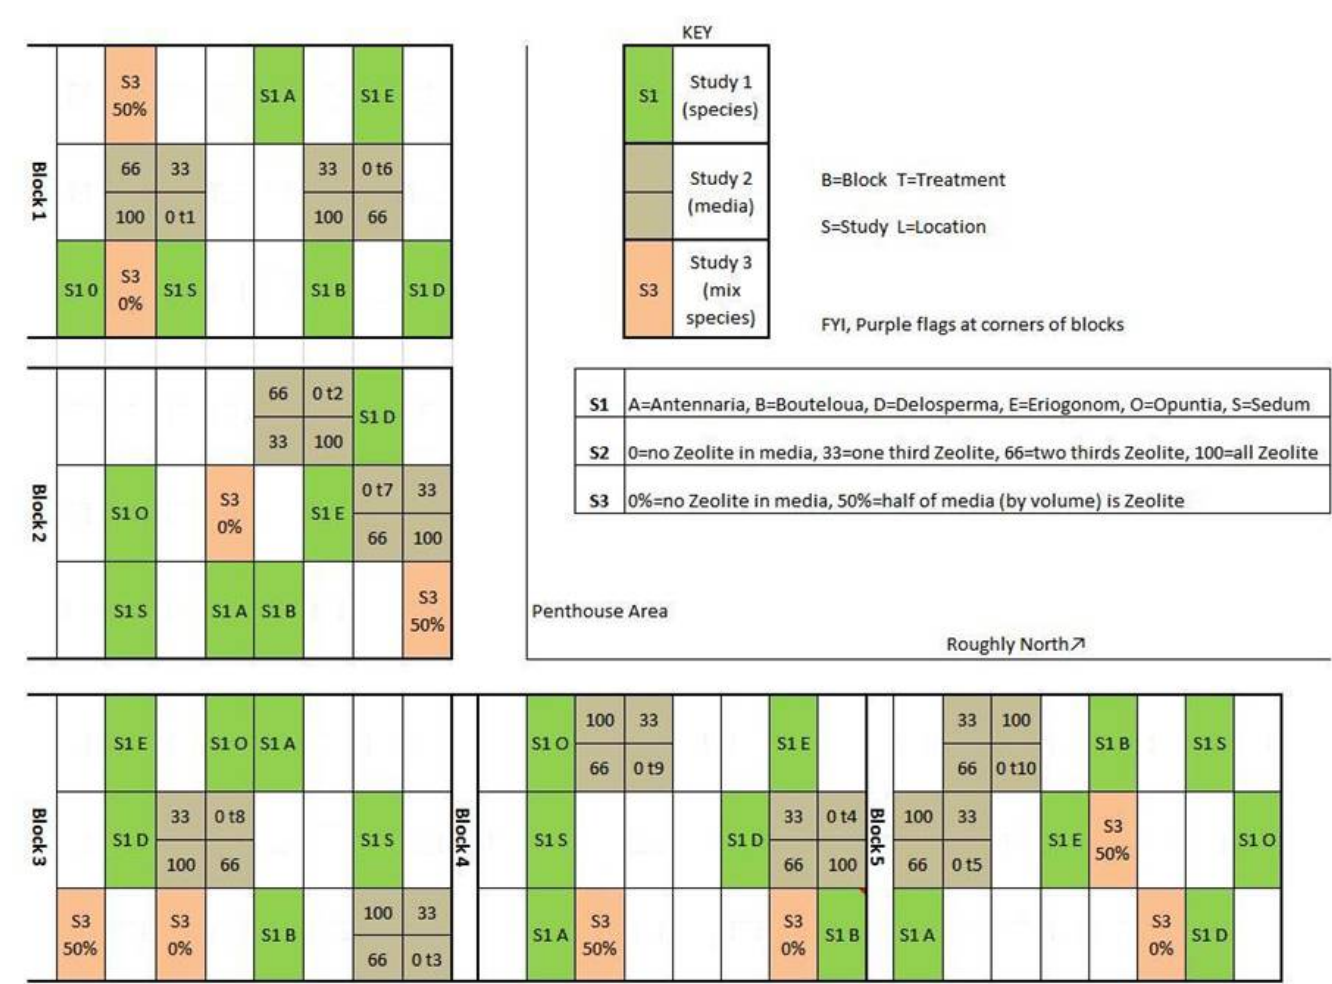 KEY
S1
Study 1
(species)
Study 2
(media)
S3
Study 3
(mix
species)
B=Block T=Treatment
S=Study L=Location
FYI, Purple flags at corners of blocks
S1 A=Antennaria, B=Bouteloua, D=Delosperma, E=Eriogonom, O=Opuntia, S=Sedum
S2 0=no Zeolite in media, 33=one third Zeolite, 66=two thirds Zeolite, 100=all Zeolite
S3 0%=no Zeolite in media, 50%=half of media (by volume) is Zeolite
Penthouse Area
Roughly North↗
Block 1
S3
50%
S1 A
S1 E
66 33 33 0 t6
100 0 t1 100 66
S1 0
S3
0%
S1 S
S1 B
S1 D
Block 2
66 0 t2
33 100
S1 D
S1 O
S3
0%
S1 E
0 t7 33
66 100
S1 S
S1 A
S1 B
S3
50%
Block 3
S1 E
S1 O
S1 A
S1 D
33 0 t8
100 66
S1 S
S3
50%
S3
0%
S1 B
100 33
66 0 t3
Block 4
S1 O
100 33
66 0 t9
S1 E
S1 S
S1 D
33 0 t4
66 100
S1 A
S3
50%
S3
0%
S1 B
Block 5
33 100
66 0 t10
S1 B
S1 S
100 33
66 0 t5
S1 E
S3
50%
S1 O
S1 A
S3
0%
S1 D